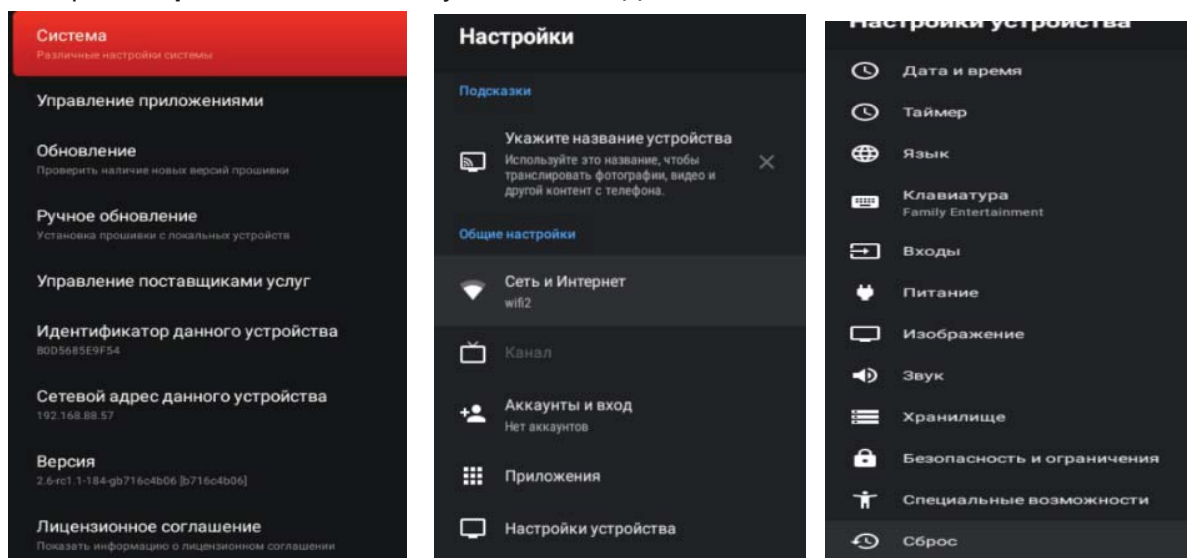 Система
Различные настройки системы
Управление приложениями
Обновление
Проверить наличие новых версий прошивки
Ручное обновление
Установка прошивки с локальных устройств
Управление поставщиками услуг
Идентификатор данного устройства
B0D5685E9F54
Сетевой адрес данного устройства
192.168.88.57
Версия
2.6-rc1.1-184-gb716c4b06 [b716c4b06]
Лицензионное соглашение
Показать информацию о лицензионном соглашении
Настройки
Подсказки
Укажите название устройства
Используйте это название, чтобы
транслировать фотографии, видео и
другой контент с телефона.
Общие настройки
Сеть и Интернет
wifi2
Канал
Аккаунты и вход
Нет аккаунтов
Приложения
Настройки устройства
Настройки устройства
Дата и время
Таймер
Язык
Клавиатура
Family Entertainment
Входы
Питание
Изображение
Звук
Хранилище
Безопасность и ограничения
Специальные возможности
Сброс